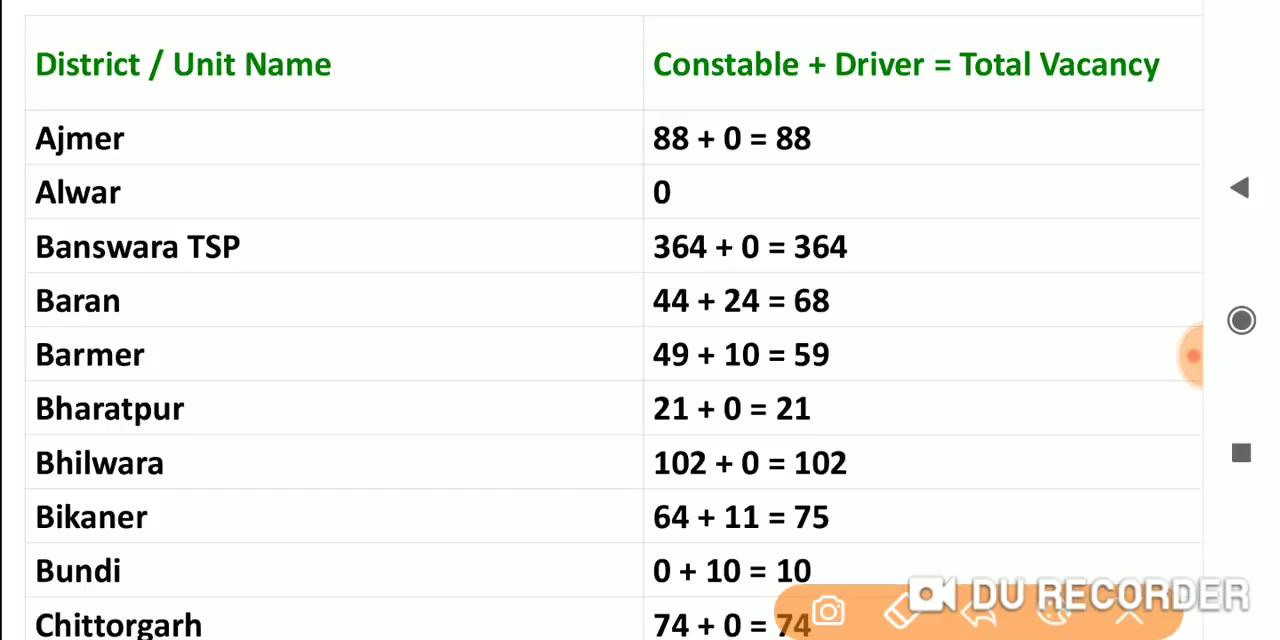 District / Unit Name Constable + Driver = Total Vacancy
Ajmer 88 + 0 = 88
Alwar 0
Banswara TSP 364 + 0 = 364
Baran 44 + 24 = 68
Barmer 49 + 10 = 59
Bharatpur 21 + 0 = 21
Bhilwara 102 + 0 = 102
Bikaner 64 + 11 = 75
Bundi 0 + 10 = 10
Chittorgarh 74 + 0 = 74
DU RECORDER